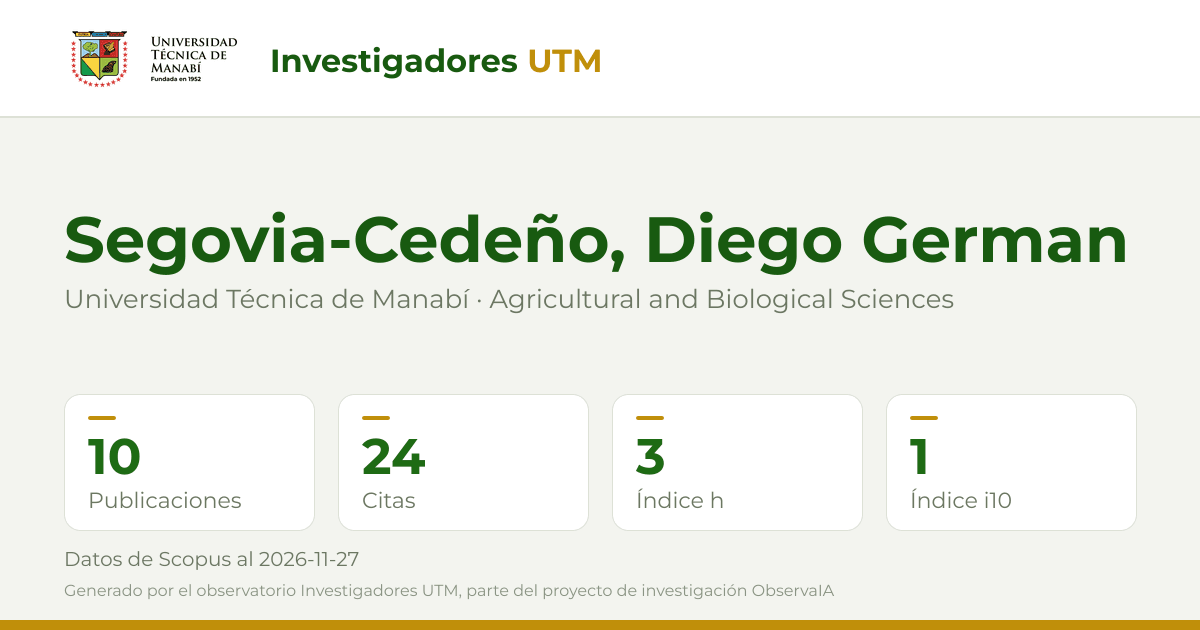 UNIVERSIDAD
TÉCNICA DE
MANABÍ
Fundada en 1952
Investigadores UTM
Segovia-Cedeño, Diego German
Universidad Técnica de Manabí · Agricultural and Biological Sciences
10
Publicaciones
24
Citas
3
Índice h
1
Índice i10
Datos de Scopus al 2026-11-27
Generado por el observatorio Investigadores UTM, parte del proyecto de investigación ObservaIA